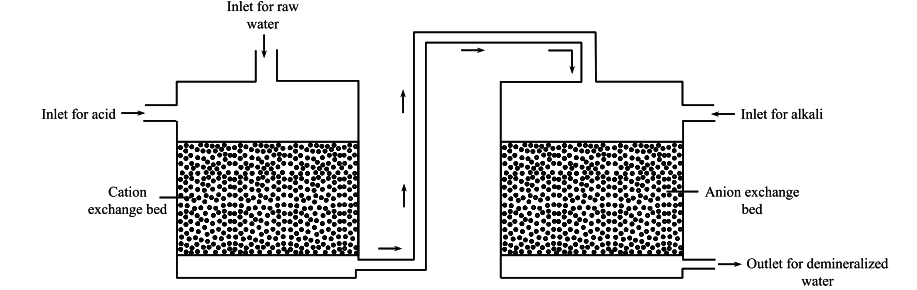 Inlet for raw
water
Inlet for acid
Inlet for alkali
Cation
exchange bed
Anion exchange
bed
Outlet for demineralized
water